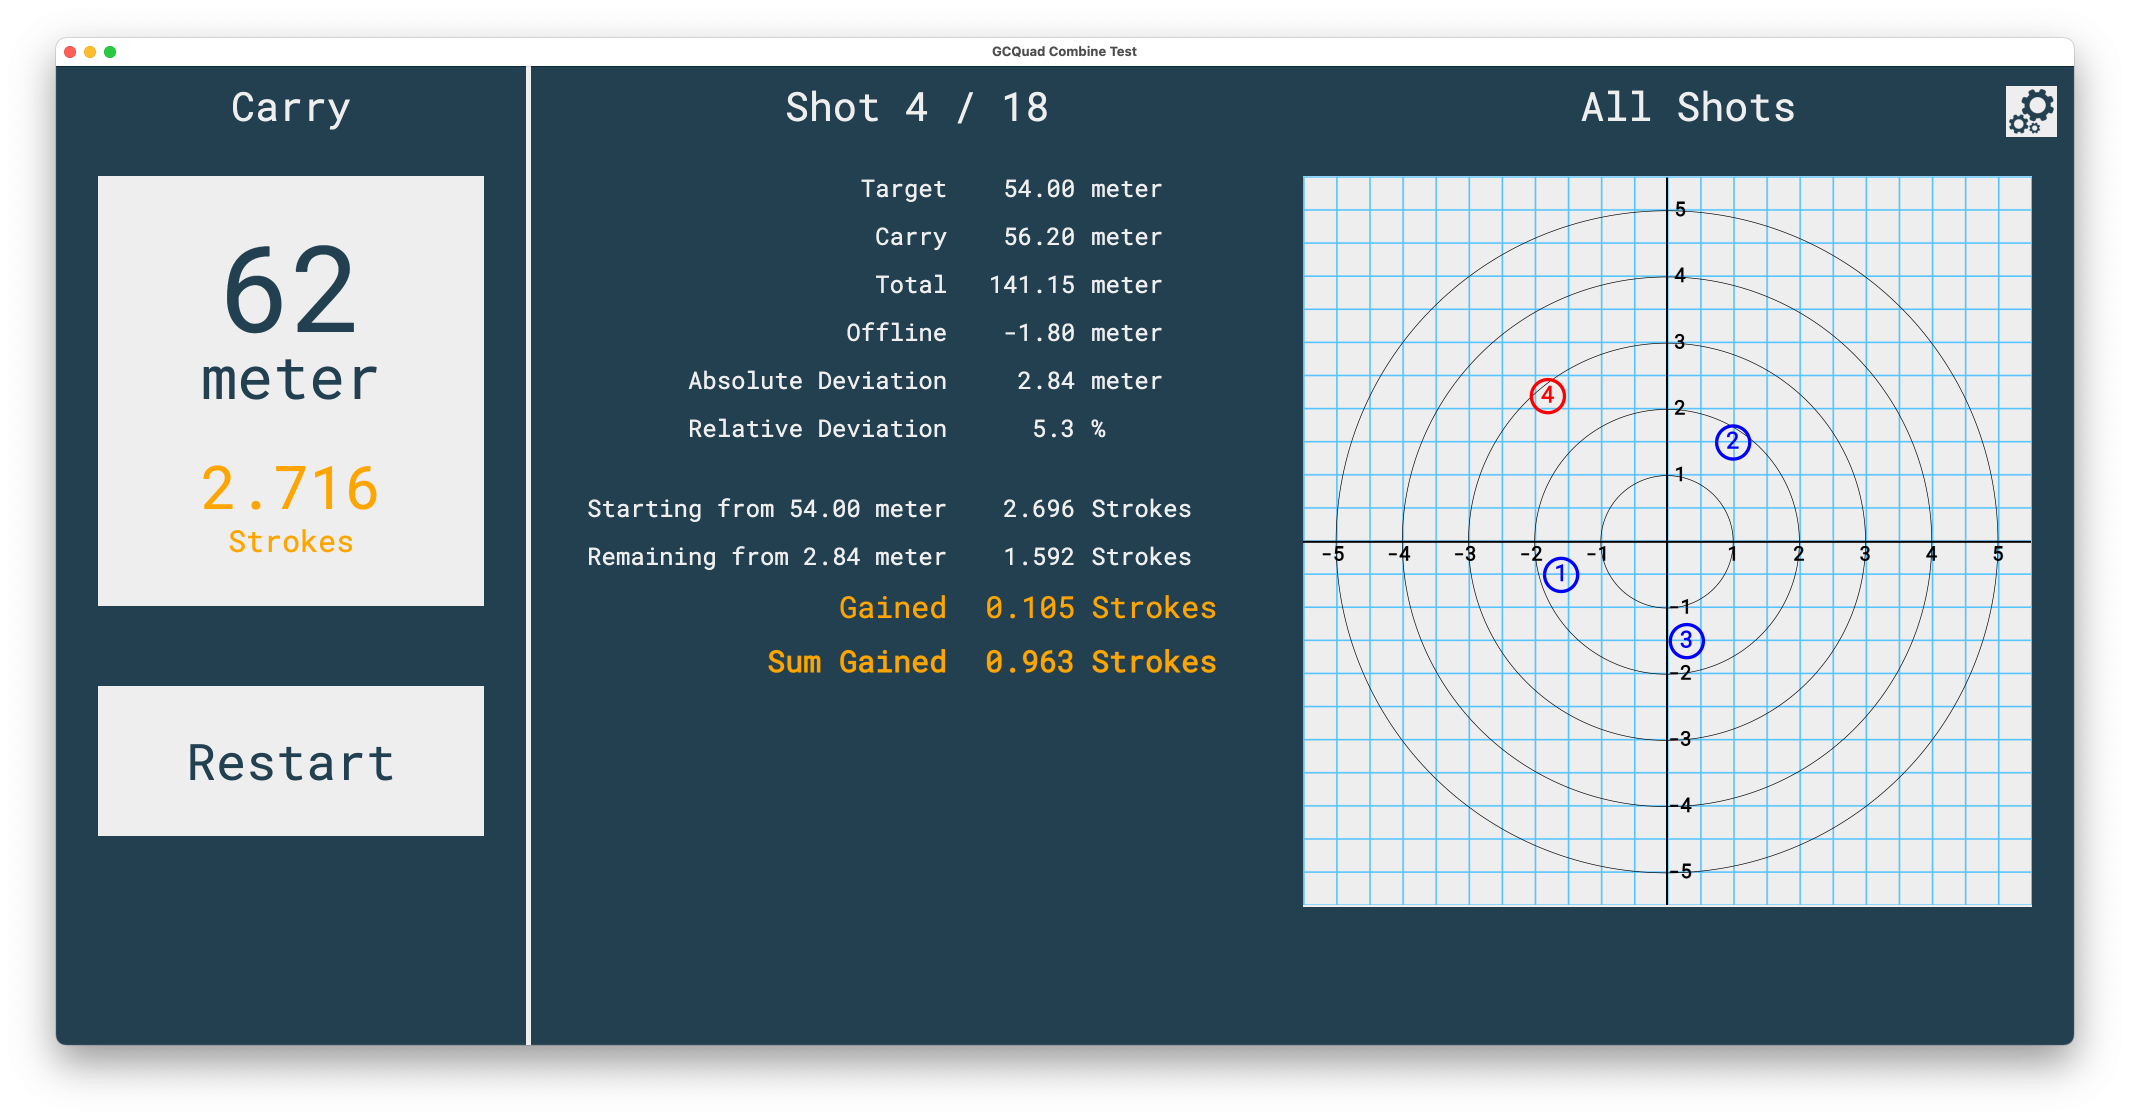 GCQuad Combine Test
Carry
62
meter
2.716
Strokes
Restart
Shot 4 / 18
Target 54.00 meter
Carry 56.20 meter
Total 141.15 meter
Offline -1.80 meter
Absolute Deviation 2.84 meter
Relative Deviation 5.3 %
Starting from 54.00 meter 2.696 Strokes
Remaining from 2.84 meter 1.592 Strokes
Gained 0.105 Strokes
Sum Gained 0.963 Strokes
All Shots
5
4
3
4
2
2
1
-5 -4 -3 -2 -1 1 2 3 4 5
1
-1
3
-2
-3
-4
-5